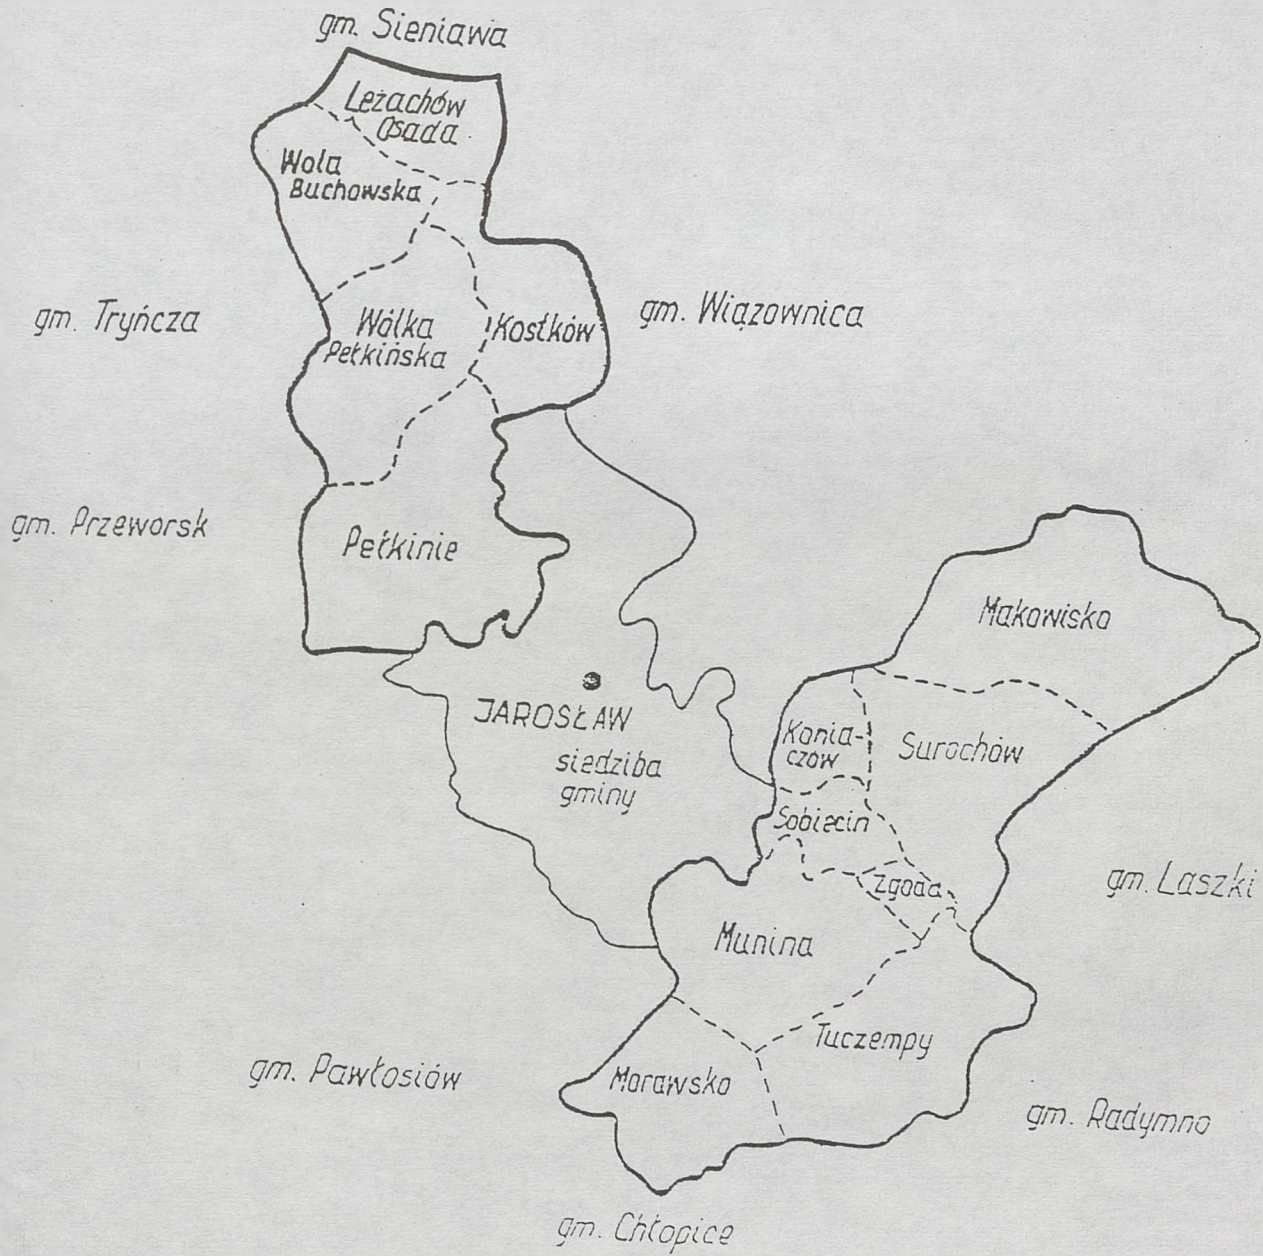 gm. Sieniawa
Leżachów
Osada
Wola
Buchowska
gm. Tryńcza
Wólka
Pełkińska
Kostków
gm. Wiązownica
gm. Przeworsk
Pełkinie
Makowisko
JAROSŁAW
siedziba
gminy
Konia-
czów
Surochów
Sobiecin
Zgoda
gm. Laszki
Munina
Tuczempy
gm. Pawłosiów
Morawsko
gm. Radymno
gm. Chłopice